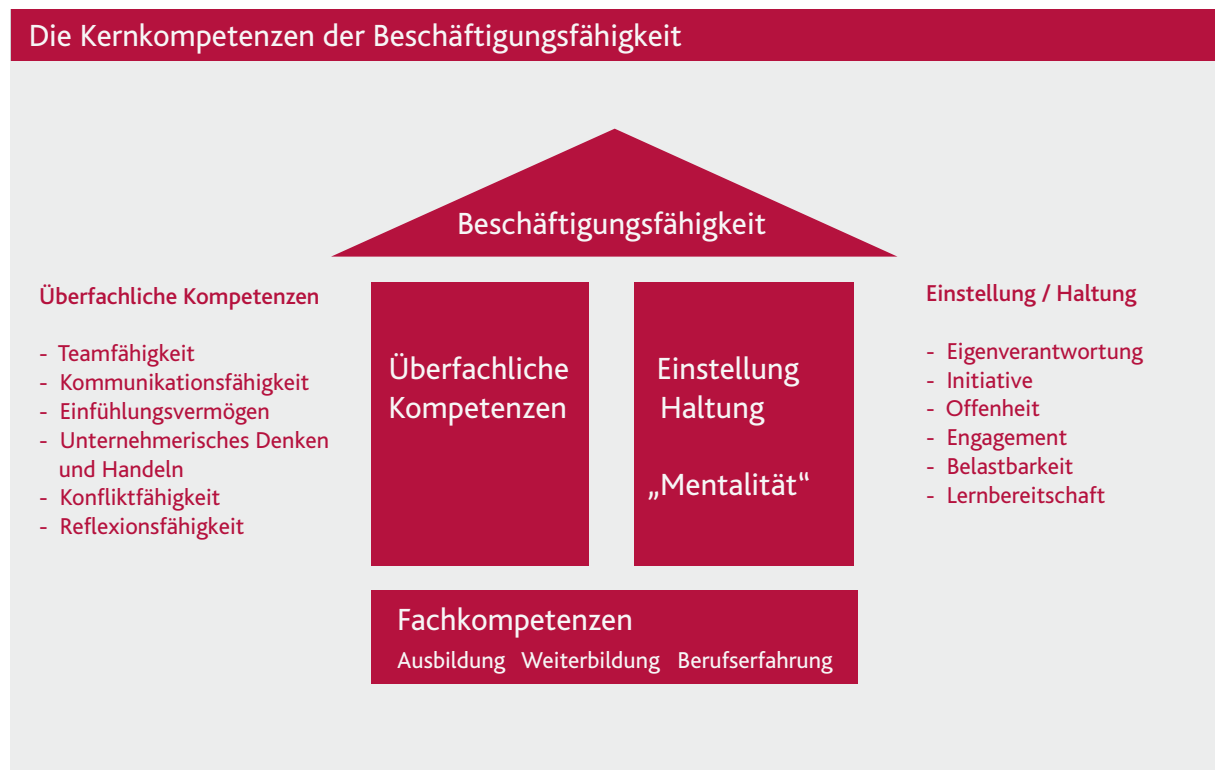 Die Kernkompetenzen der Beschäftigungsfähigkeit
Beschäftigungsfähigkeit
Überfachliche Kompetenzen
- Teamfähigkeit
- Kommunikationsfähigkeit
- Einfühlungsvermögen
- Unternehmerisches Denken
und Handeln
- Konfliktfähigkeit
- Reflexionsfähigkeit
Überfachliche
Kompetenzen
Einstellung
Haltung
„Mentalität“
Einstellung / Haltung
- Eigenverantwortung
- Initiative
- Offenheit
- Engagement
- Belastbarkeit
- Lernbereitschaft
Fachkompetenzen
Ausbildung Weiterbildung Berufserfahrung